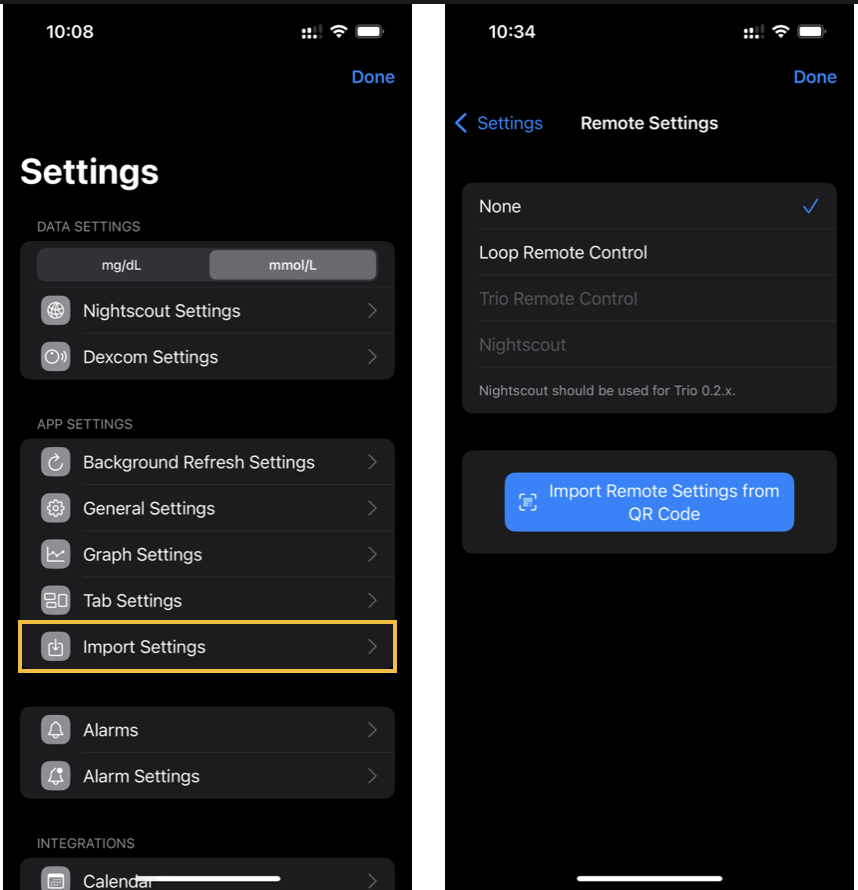 10:08
Done
Settings
DATA SETTINGS
mg/dL
mmol/L
Nightscout Settings
Dexcom Settings
APP SETTINGS
Background Refresh Settings
General Settings
Graph Settings
Tab Settings
Import Settings
Alarms
Alarm Settings
INTEGRATIONS
Calendar
10:34
Done
Settings
Remote Settings
None
Loop Remote Control
Trio Remote Control
Nightscout
Nightscout should be used for Trio 0.2.x.
Import Remote Settings from
QR Code